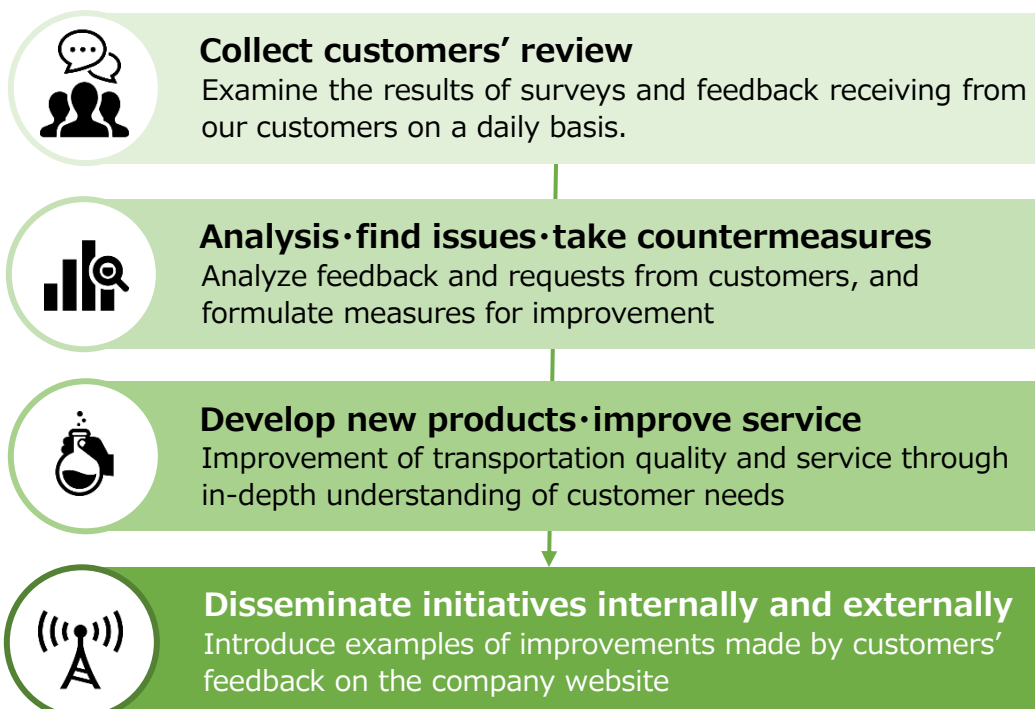 Collect customers’ review
Examine the results of surveys and feedback receiving from
our customers on a daily basis.
Analysis･find issues･take countermeasures
Analyze feedback and requests from customers, and
formulate measures for improvement
Develop new products･improve service
Improvement of transportation quality and service through
in-depth understanding of customer needs
Disseminate initiatives internally and externally
Introduce examples of improvements made by customers’
feedback on the company website